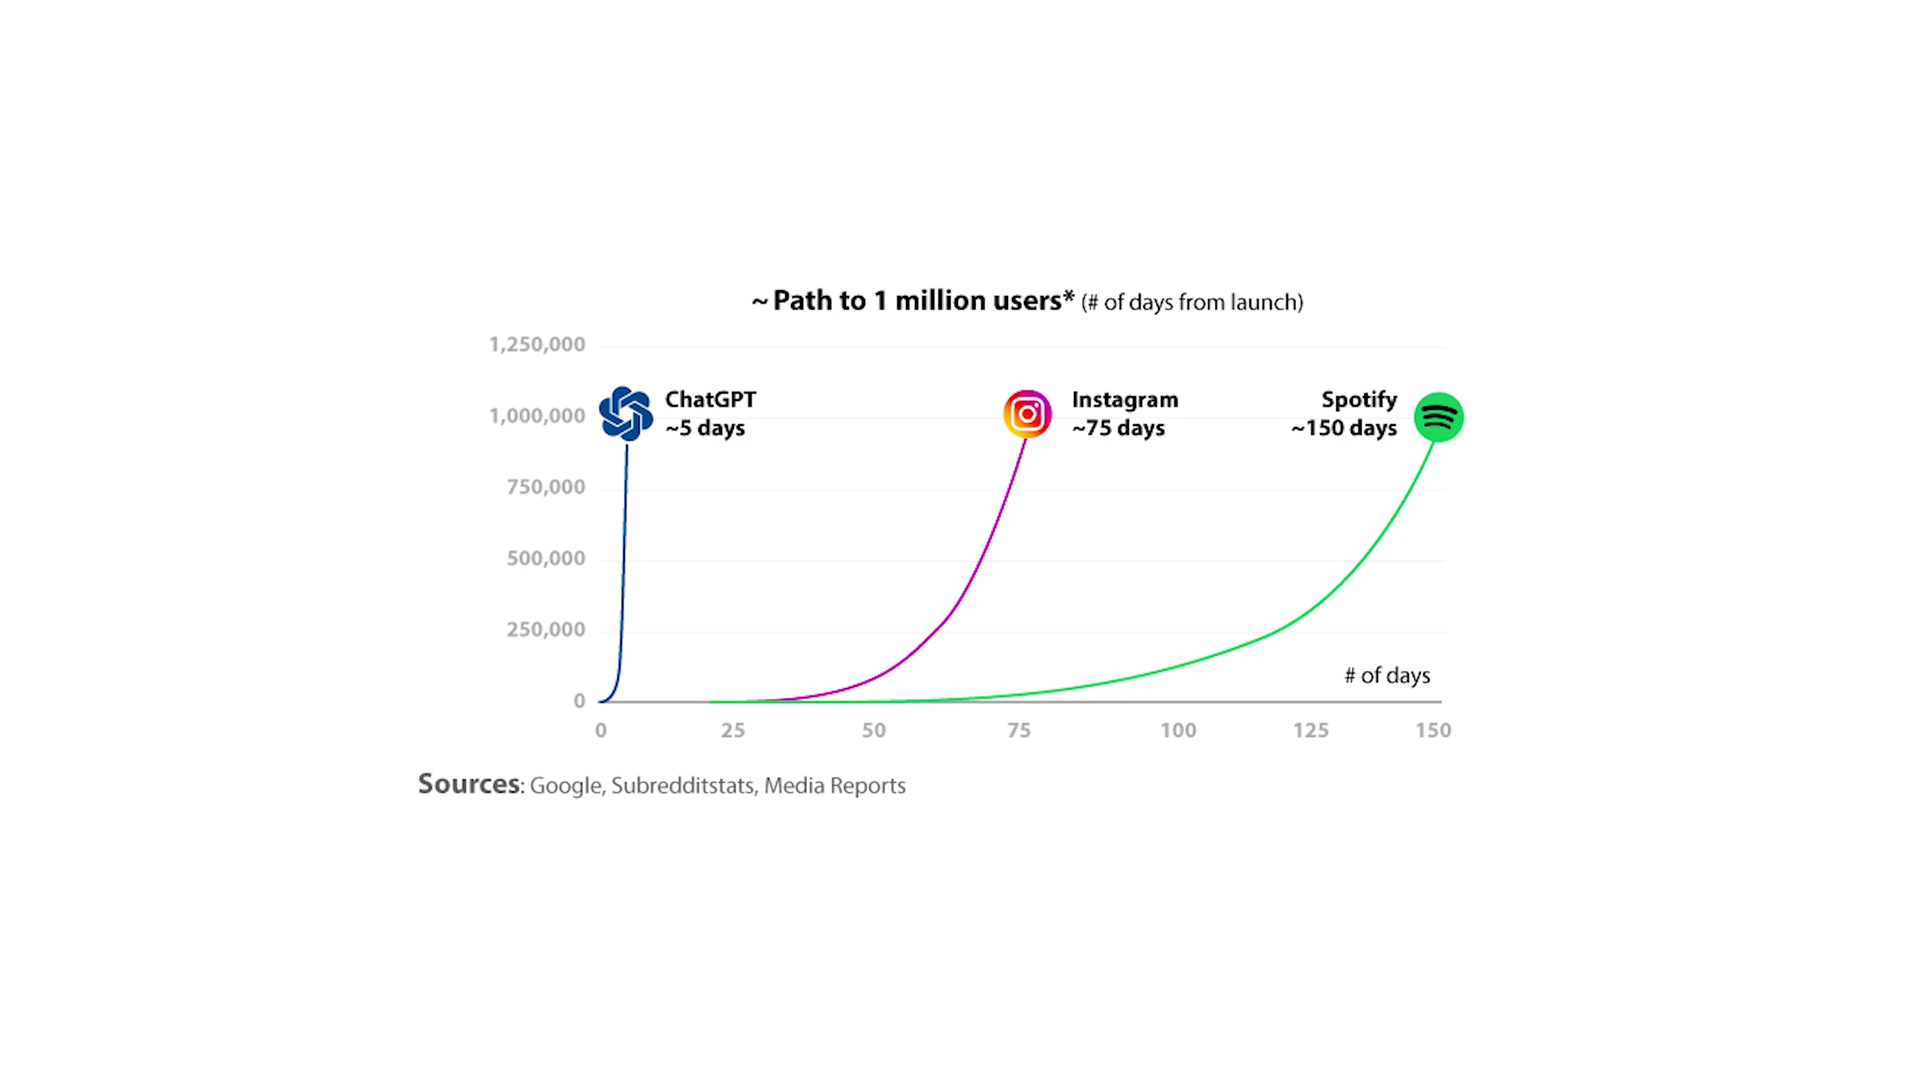 ~ Path to 1 million users* (# of days from launch)
1,250,000
ChatGPT
~5 days
Instagram
~75 days
Spotify
~150 days
1,000,000
750,000
500,000
250,000
# of days
0
0 25 50 75 100 125 150
Sources: Google, Subredditstats, Media Reports